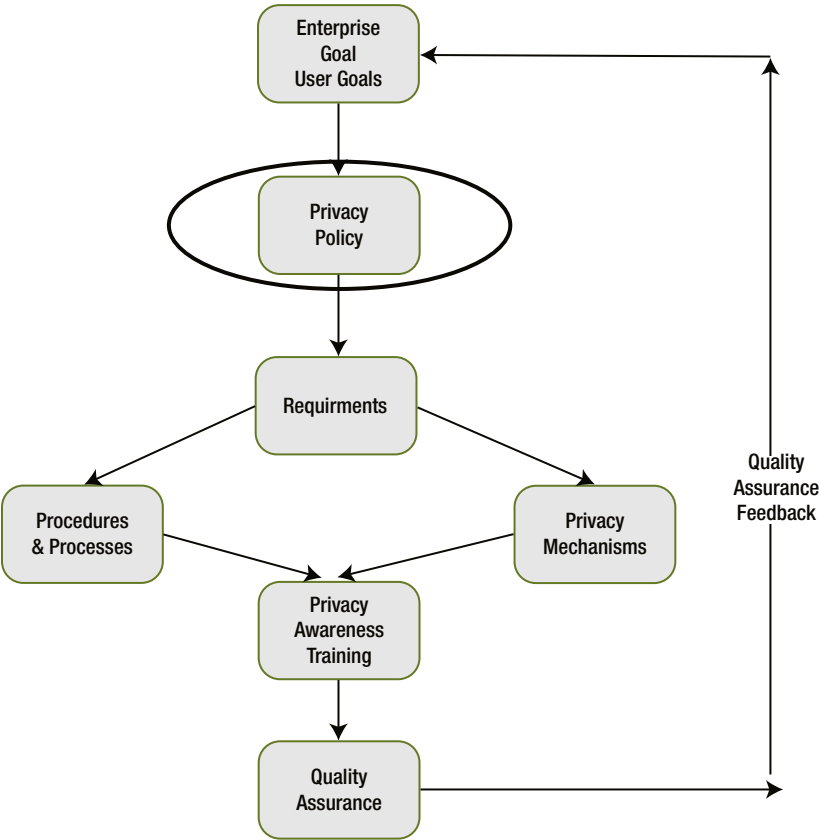 Enterprise
Goal
User Goals
Privacy
Policy
Requirments
Procedures
& Processes
Privacy
Mechanisms
Quality
Assurance
Feedback
Privacy
Awareness
Training
Quality
Assurance